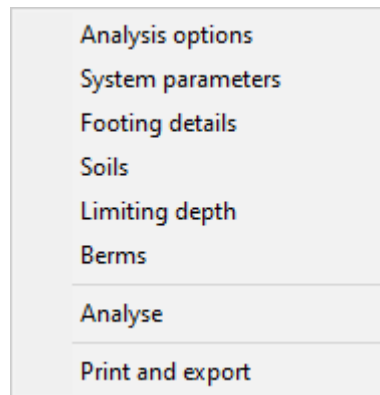 Analysis options
System parameters
Footing details
Soils
Limiting depth
Berms
Analyse
Print and export